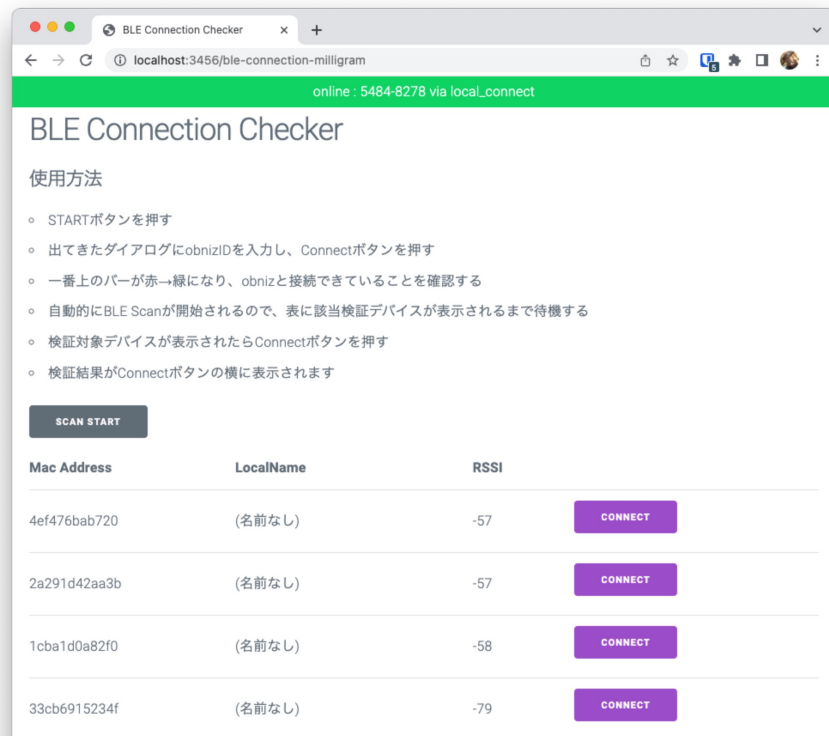 BLE Connection Checker
localhost:3456/ble-connection-milligram
5
online : 5484-8278 via local_connect
BLE Connection Checker
使用方法
STARTボタンを押す
出てきたダイアログにobnizIDを入力し、Connectボタンを押す
一番上のバーが赤→緑になり、obnizと接続できていることを確認する
自動的にBLE Scanが開始されるので、表に該当検証デバイスが表示されるまで待機する
検証対象デバイスが表示されたらConnectボタンを押す
検証結果がConnectボタンの横に表示されます
SCAN START
Mac Address LocalName RSSI
4ef476bab720 (名前なし) -57 CONNECT
2a291d42aa3b (名前なし) -57 CONNECT
1cba1d0a82f0 (名前なし) -58 CONNECT
33cb6915234f (名前なし) -79 CONNECT